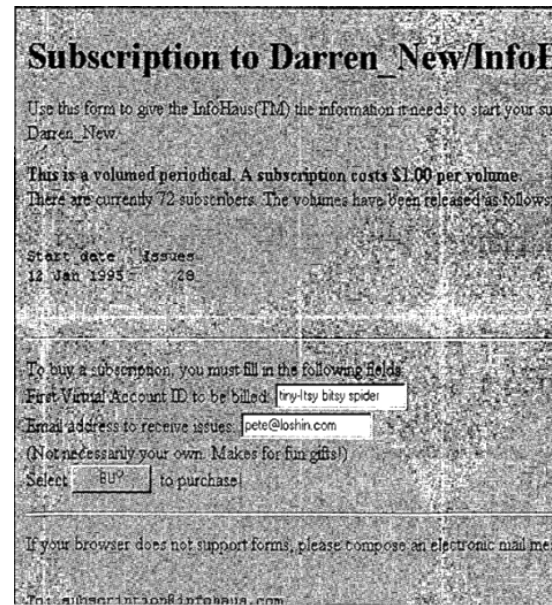 Subscription to Darren_New/InfoH
Use this form to give the InfoHaus(TM) the information it needs to start your su
Darren_New
This is a volumed periodical. A subscription costs $1.00 per volume.
There are currently 72 subscribers. The volumes have been released as follows:
Start date Issues
12 Jan 1995 28
To buy a subscription, you must fill in the following fields
First Virtual Account ID to be billed: tiny-Itsy bitsy spider
Email address to receive issues: pete@loshin.com
(Not necessarily your own. Makes for fun gifts!)
Select BUY to purchase
If your browser does not support forms, please compose an electronic mail me
To: subscription@infohaus.com